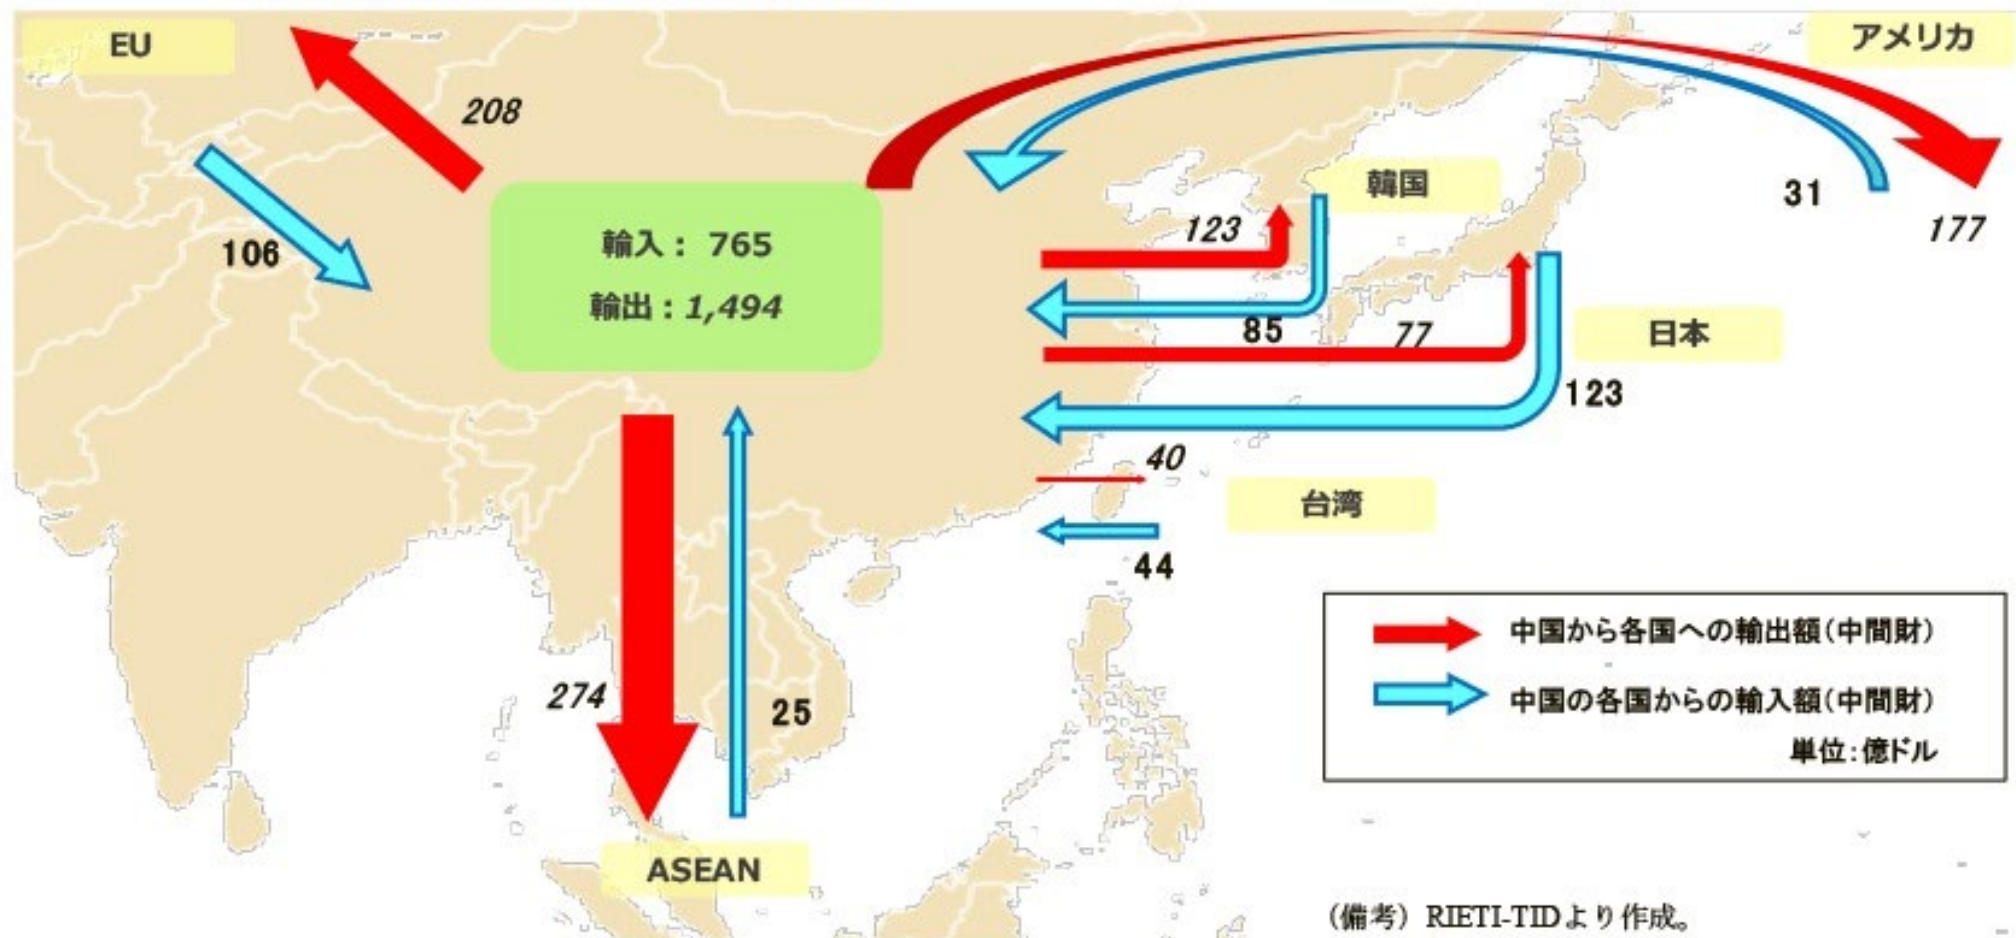 EU
アメリカ
208
106
輸入： 765
輸出：1,494
韓国
123
85
31
177
77
日本
123
40
台湾
44
274
25
ASEAN
中国から各国への輸出額（中間財）
中国の各国からの輸入額（中間財）
単位：億ドル
（備考）RIETI-TIDより作成。